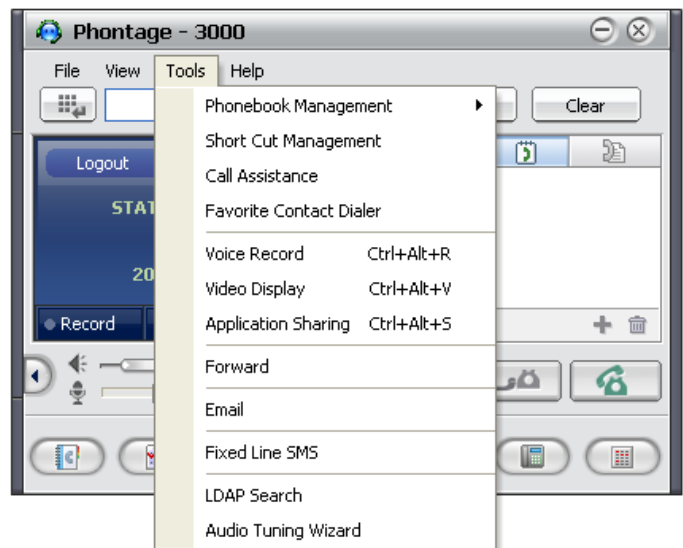 Phontage - 3000
File View Tools Help
Clear
Phonebook Management
Short Cut Management
Call Assistance
Favorite Contact Dialer
Voice Record Ctrl+Alt+R
Video Display Ctrl+Alt+V
Application Sharing Ctrl+Alt+S
Forward
Email
Fixed Line SMS
LDAP Search
Audio Tuning Wizard
Logout
STAT
20
Record